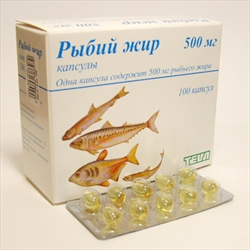 Рыбий жир 500 мг
капсулы
Одна капсула содержит 500 мг рыбьего жира
100 капсул
TEVA